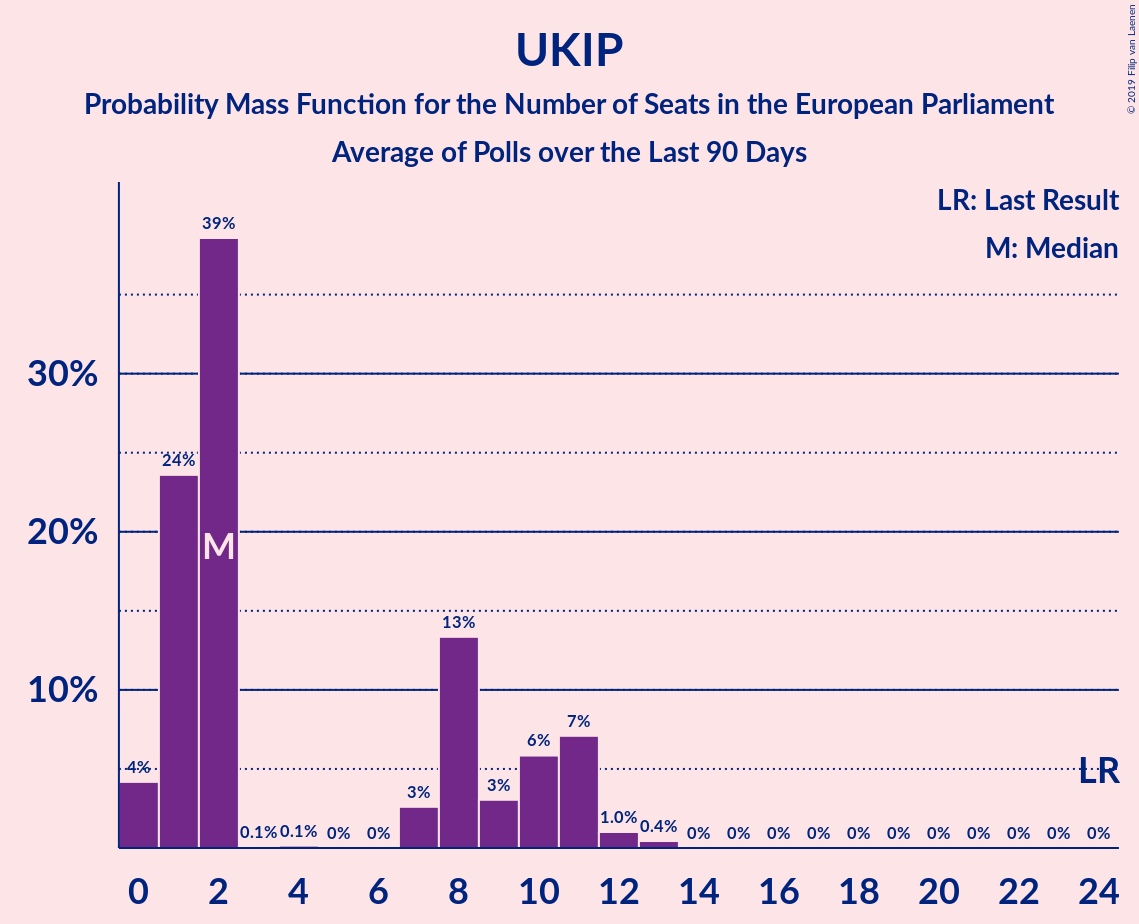 UKIP
Probability Mass Function for the Number of Seats in the European Parliament
Average of Polls over the Last 90 Days
© 2019 Filip van Laenen
LR: Last Result
M: Median
39%
30%
24%
20%
M
13%
10%
7%
6%
4%
3%
3%
LR
1.0%
0.4%
0.1% 0.1% 0% 0% 0% 0% 0% 0% 0% 0% 0% 0% 0% 0% 0%
0 2 4 6 8 10 12 14 16 18 20 22 24